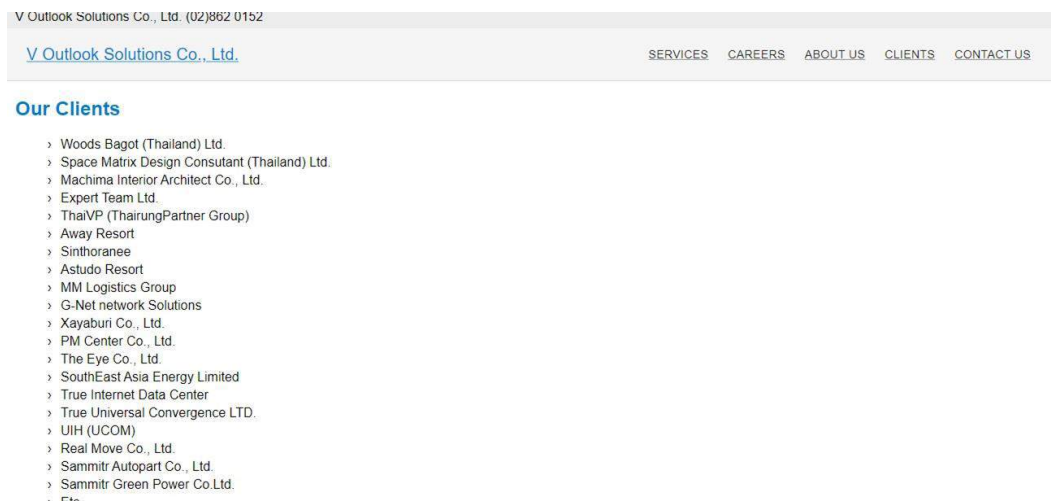 V Outlook Solutions Co., Ltd. (02)862 0152
V Outlook Solutions Co., Ltd. SERVICES CAREERS ABOUT US CLIENTS CONTACT US
Our Clients
› Woods Bagot (Thailand) Ltd.
› Space Matrix Design Consutant (Thailand) Ltd.
› Machima Interior Architect Co., Ltd.
› Expert Team Ltd.
› ThaiVP (ThairungPartner Group)
› Away Resort
› Sinthoranee
› Astudo Resort
› MM Logistics Group
› G-Net network Solutions
› Xayaburi Co., Ltd.
› PM Center Co., Ltd.
› The Eye Co., Ltd.
› SouthEast Asia Energy Limited
› True Internet Data Center
› True Universal Convergence LTD.
› UIH (UCOM)
› Real Move Co., Ltd.
› Sammitr Autopart Co., Ltd.
› Sammitr Green Power Co.Ltd.
› Etc